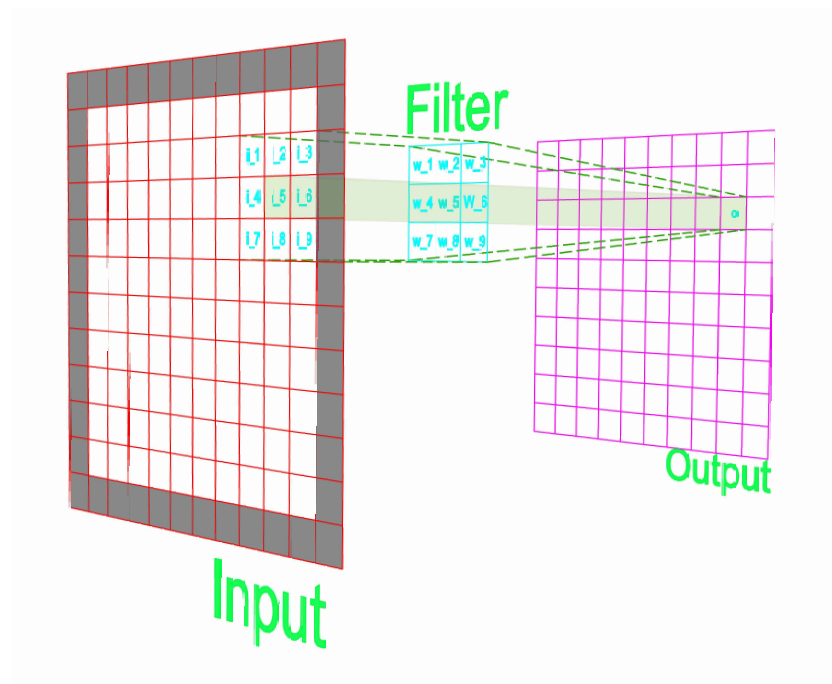 Filter
i_1 i_2 i_3
w_1 w_2 w_3
i_4 i_5 i_6
w_4 w_5 W_6
i_7 i_8 i_9
w_7 w_8 w_9
Output
Input